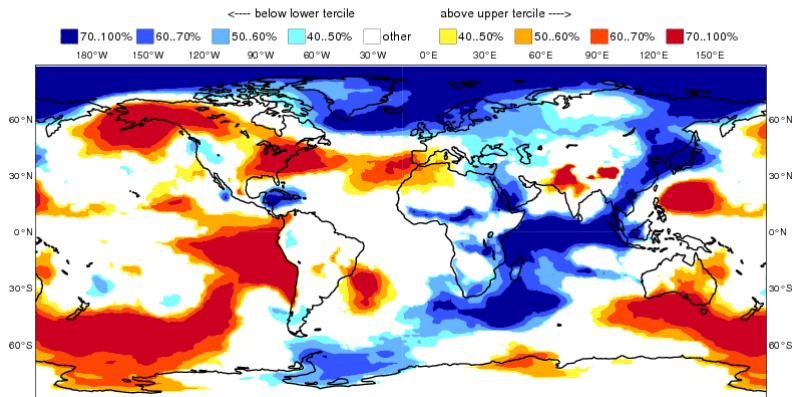 <---- below lower tercile above upper tercile ---->
70..100% 60..70% 50..60% 40..50% other 40..50% 50..60% 60..70% 70..100%
180°W 150°W 120°W 90°W 60°W 30°W 0°E 30°E 60°E 90°E 120°E 150°E
60°N 60°N
30°N 30°N
0°N 0°N
30°S 30°S
60°S 60°S